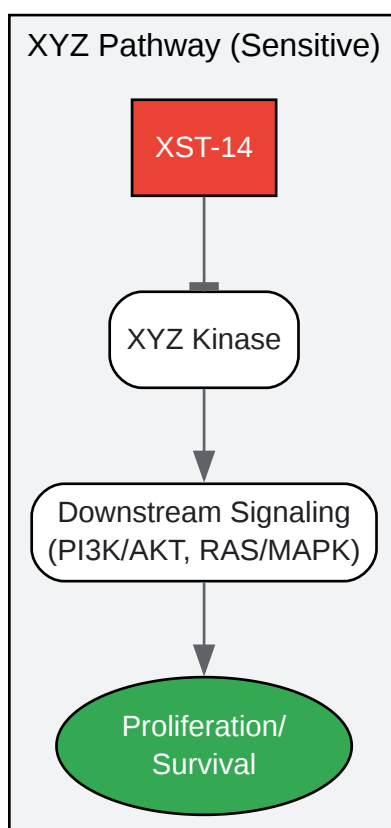 XYZ Pathway (Sensitive)
XST-14
XYZ Kinase
Downstream Signaling
(PI3K/AKT, RAS/MAPK)
Proliferation/
Survival